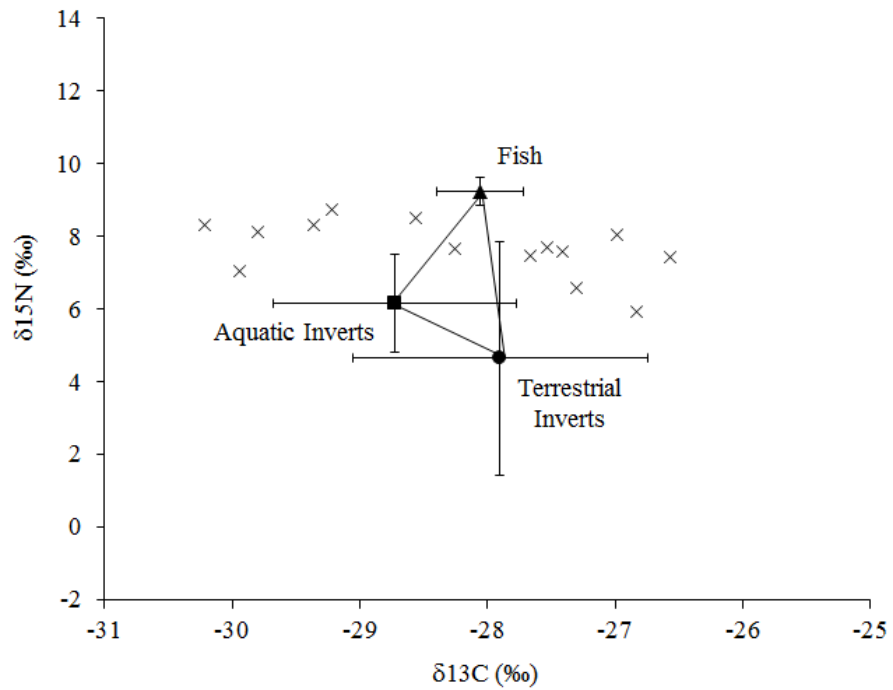 14
12
10
8
6
4
2
0
-2
δ15N (‰)
Fish
Aquatic Inverts
Terrestrial
Inverts
-31 -30 -29 -28 -27 -26 -25
δ13C (‰)